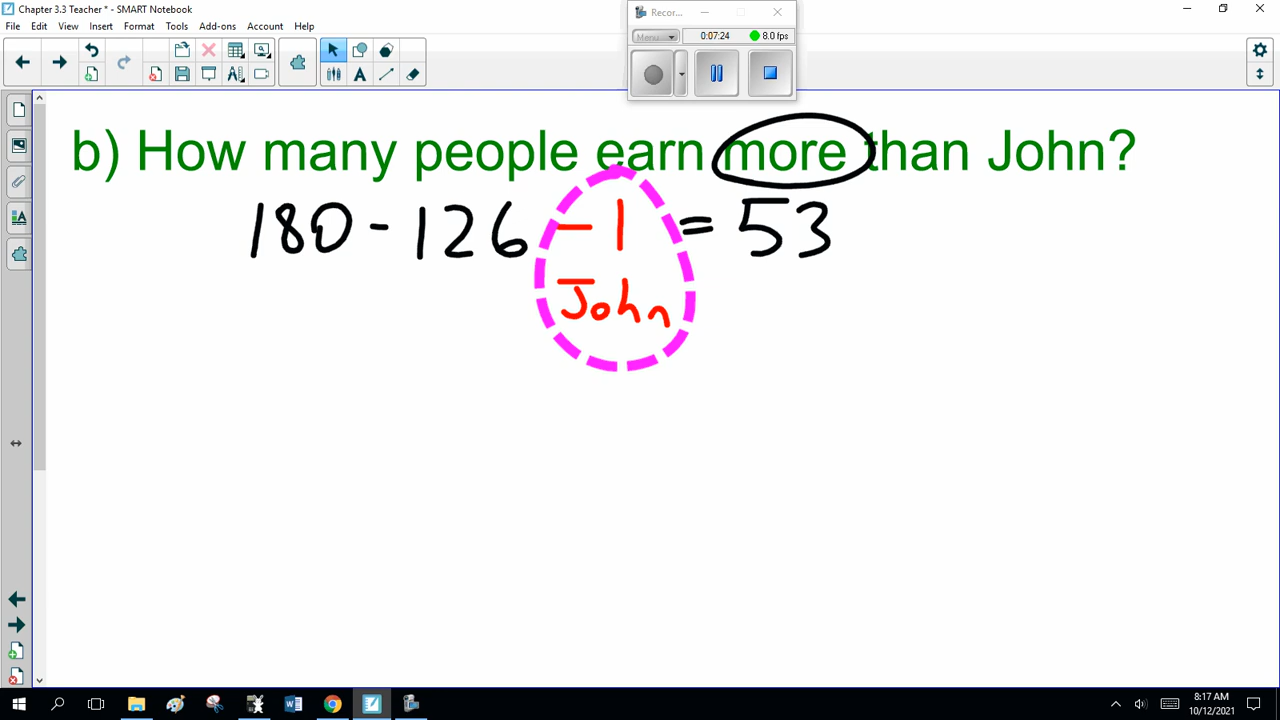 Chapter 3.3 Teacher * - SMART Notebook
Recor...
File Edit View Insert Format Tools Add-ons Account Help
Menu 0:07:24 8.0 fps
b) How many people earn more than John?
180 - 126 - 1 = 53
John
8:17 AM
10/12/2021